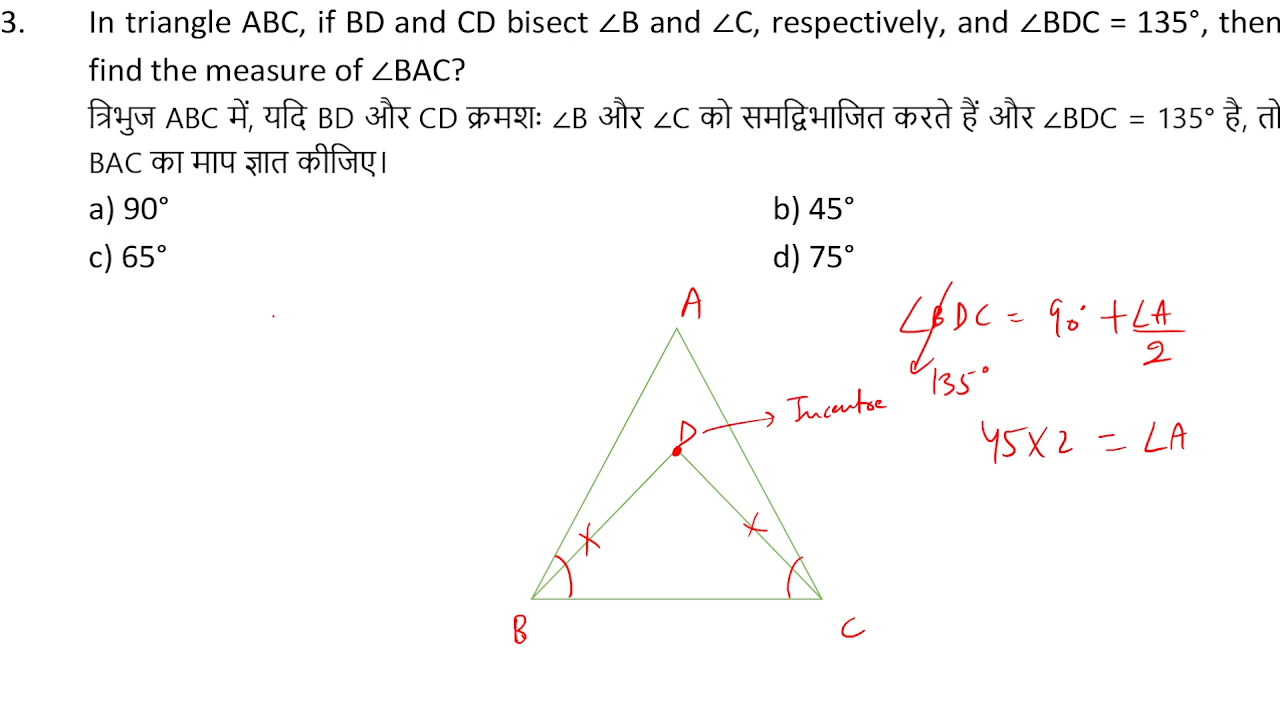 3. In triangle ABC, if BD and CD bisect ∠B and ∠C, respectively, and ∠BDC = 135°, then
find the measure of ∠BAC?
त्रिभुज ABC में, यदि BD और CD क्रमशः ∠B और ∠C को समद्विभाजित करते हैं और ∠BDC = 135° है, तो
BAC का माप ज्ञात कीजिए।
a) 90° b) 45°
c) 65° d) 75°
A
∠BDC = 90° + ∠A/2
135°
D → Incentre
45 × 2 = ∠A
B C